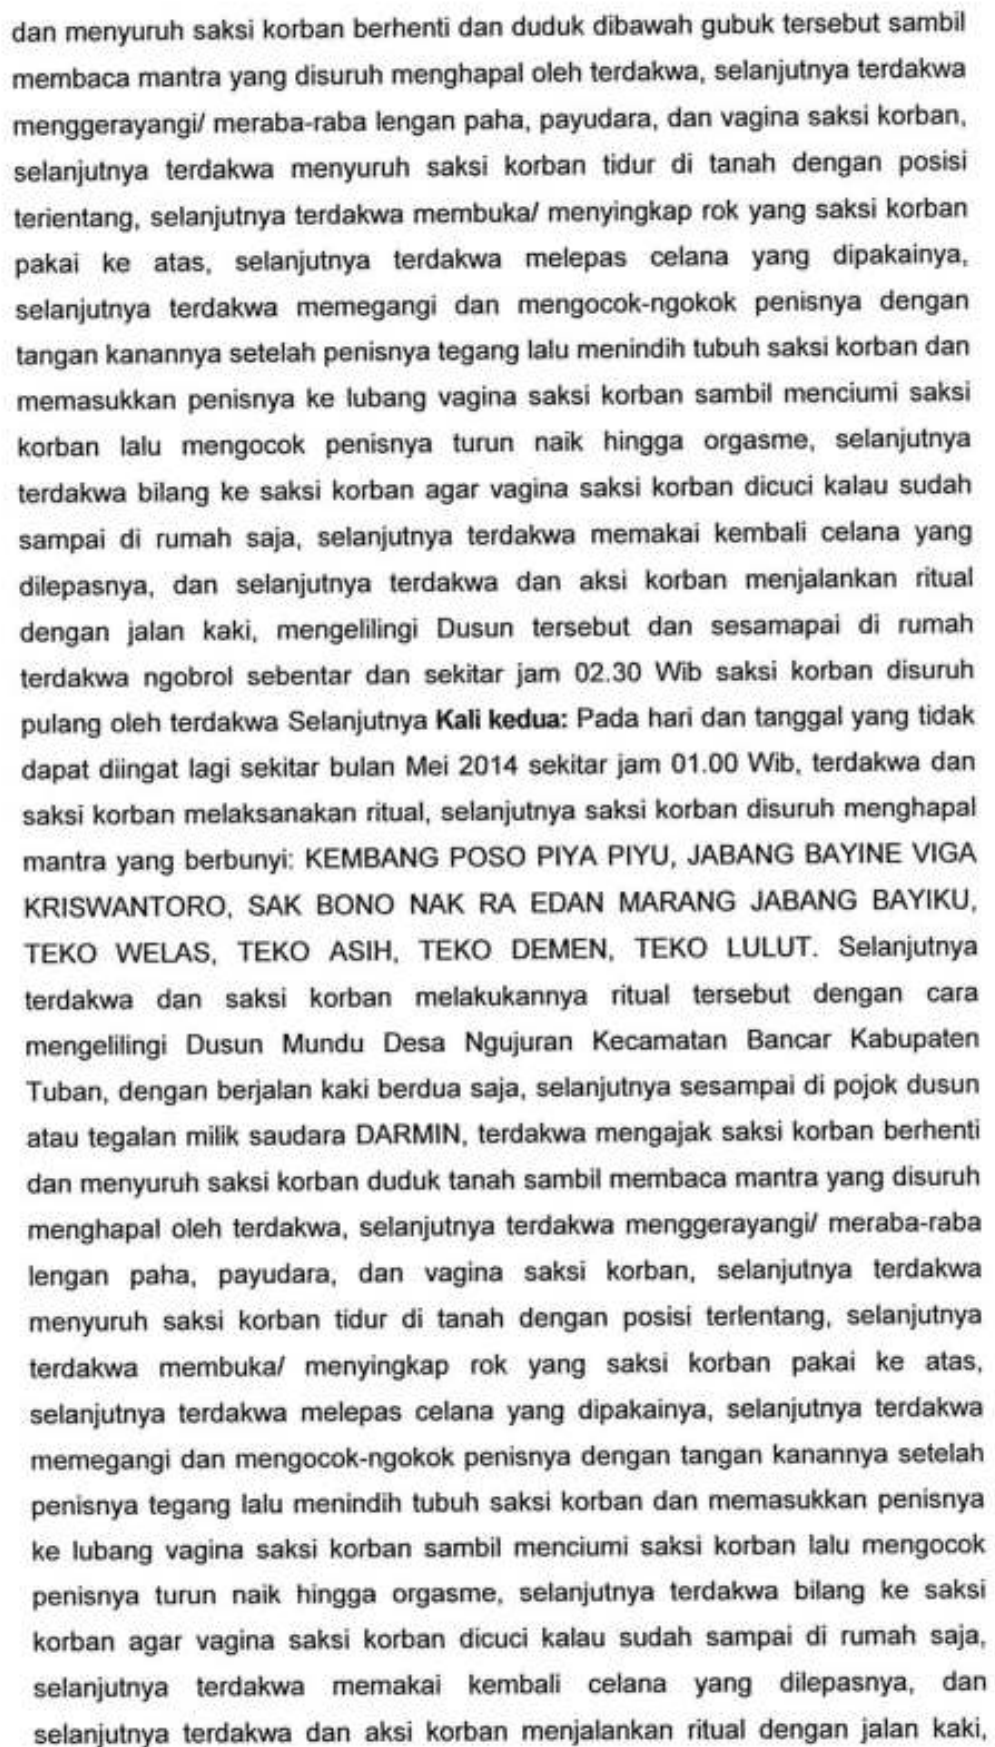 dan menyuruh saksi korban berhenti dan duduk dibawah gubuk tersebut sambil
membaca mantra yang disuruh menghapal oleh terdakwa, selanjutnya terdakwa
menggerayangi/ meraba-raba lengan paha, payudara, dan vagina saksi korban,
selanjutnya terdakwa menyuruh saksi korban tidur di tanah dengan posisi
terientang, selanjutnya terdakwa membuka/ menyingkap rok yang saksi korban
pakai ke atas, selanjutnya terdakwa melepas celana yang dipakainya,
selanjutnya terdakwa memegangi dan mengocok-ngokok penisnya dengan
tangan kanannya setelah penisnya tegang lalu menindih tubuh saksi korban dan
memasukkan penisnya ke lubang vagina saksi korban sambil menciumi saksi
korban lalu mengocok penisnya turun naik hingga orgasme, selanjutnya
terdakwa bilang ke saksi korban agar vagina saksi korban dicuci kalau sudah
sampai di rumah saja, selanjutnya terdakwa memakai kembali celana yang
dilepasnya, dan selanjutnya terdakwa dan aksi korban menjalankan ritual
dengan jalan kaki, mengelilingi Dusun tersebut dan sesamapai di rumah
terdakwa ngobrol sebentar dan sekitar jam 02.30 Wib saksi korban disuruh
pulang oleh terdakwa Selanjutnya Kali kedua: Pada hari dan tanggal yang tidak
dapat diingat lagi sekitar bulan Mei 2014 sekitar jam 01.00 Wib, terdakwa dan
saksi korban melaksanakan ritual, selanjutnya saksi korban disuruh menghapal
mantra yang berbunyi: KEMBANG POSO PIYA PIYU, JABANG BAYINE VIGA
KRISWANTORO, SAK BONO NAK RA EDAN MARANG JABANG BAYIKU,
TEKO WELAS, TEKO ASIH, TEKO DEMEN, TEKO LULUT. Selanjutnya
terdakwa dan saksi korban melakukannya ritual tersebut dengan cara
mengelilingi Dusun Mundu Desa Ngujuran Kecamatan Bancar Kabupaten
Tuban, dengan berjalan kaki berdua saja, selanjutnya sesampai di pojok dusun
atau tegalan milik saudara DARMIN, terdakwa mengajak saksi korban berhenti
dan menyuruh saksi korban duduk tanah sambil membaca mantra yang disuruh
menghapal oleh terdakwa, selanjutnya terdakwa menggerayangi/ meraba-raba
lengan paha, payudara, dan vagina saksi korban, selanjutnya terdakwa
menyuruh saksi korban tidur di tanah dengan posisi terlentang, selanjutnya
terdakwa membuka/ menyingkap rok yang saksi korban pakai ke atas,
selanjutnya terdakwa melepas celana yang dipakainya, selanjutnya terdakwa
memegangi dan mengocok-ngokok penisnya dengan tangan kanannya setelah
penisnya tegang lalu menindih tubuh saksi korban dan memasukkan penisnya
ke lubang vagina saksi korban sambil menciumi saksi korban lalu mengocok
penisnya turun naik hingga orgasme, selanjutnya terdakwa bilang ke saksi
korban agar vagina saksi korban dicuci kalau sudah sampai di rumah saja,
selanjutnya terdakwa memakai kembali celana yang dilepasnya, dan
selanjutnya terdakwa dan aksi korban menjalankan ritual dengan jalan kaki,